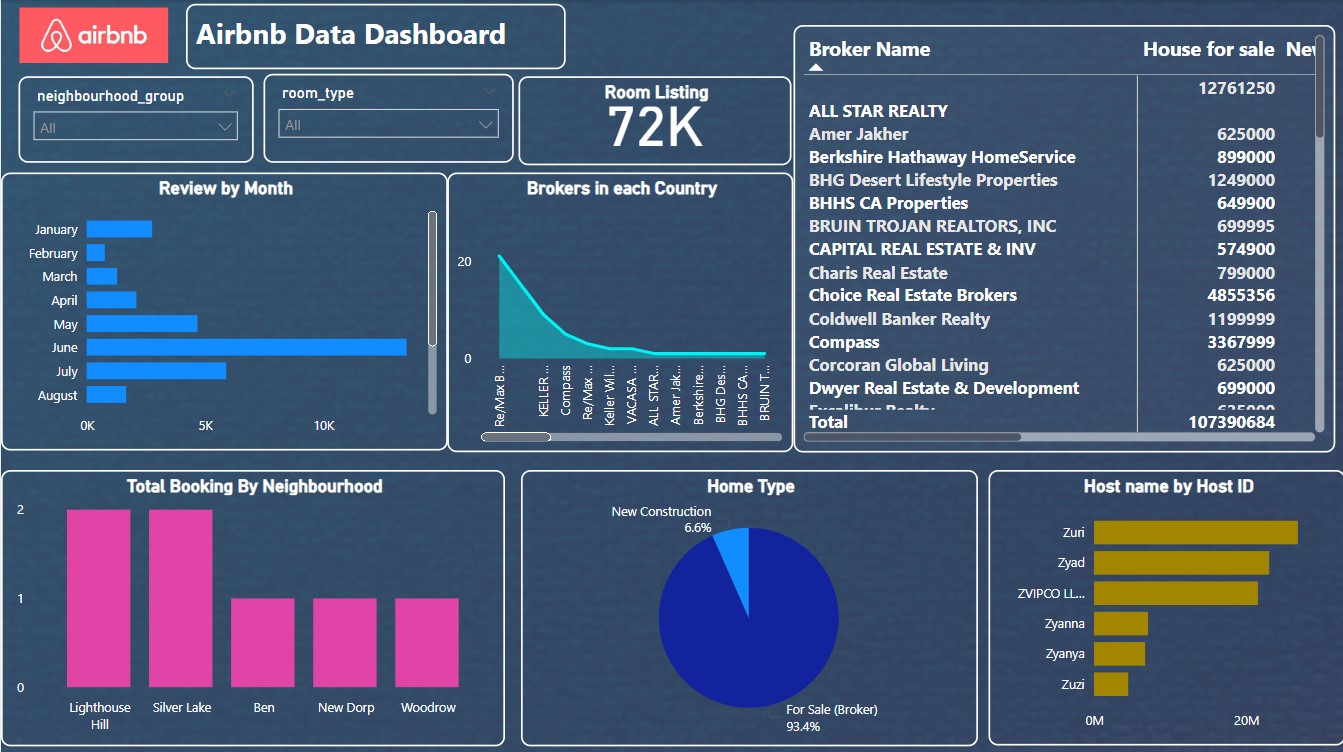 airbnb
Airbnb Data Dashboard
neighbourhood_group
All
room_type
All
Room Listing
72K
Broker Name House for sale Nev
12761250
ALL STAR REALTY
Amer Jakher 625000
Berkshire Hathaway HomeService 899000
BHG Desert Lifestyle Properties 1249000
BHHS CA Properties 649900
BRUIN TROJAN REALTORS, INC 699995
CAPITAL REAL ESTATE & INV 574900
Charis Real Estate 799000
Choice Real Estate Brokers 4855356
Coldwell Banker Realty 1199999
Compass 3367999
Corcoran Global Living 625000
Dwyer Real Estate & Development 699000
Total 107390684
Review by Month
January
February
March
April
May
June
July
August
0K 5K 10K
Brokers in each Country
20
0
Re/Max B...
KELLER ...
Compass
Re/Max ...
Keller Wil...
VACASA ...
ALL STAR...
Amer Jak...
Berkshire...
BHG Des...
BHHS CA...
BRUIN T...
Total Booking By Neighbourhood
2
1
0
Lighthouse Hill
Silver Lake
Ben
New Dorp
Woodrow
Home Type
New Construction
6.6%
For Sale (Broker)
93.4%
Host name by Host ID
Zuri
Zyad
ZVIPCO LL...
Zyanna
Zyanya
Zuzi
0M 20M